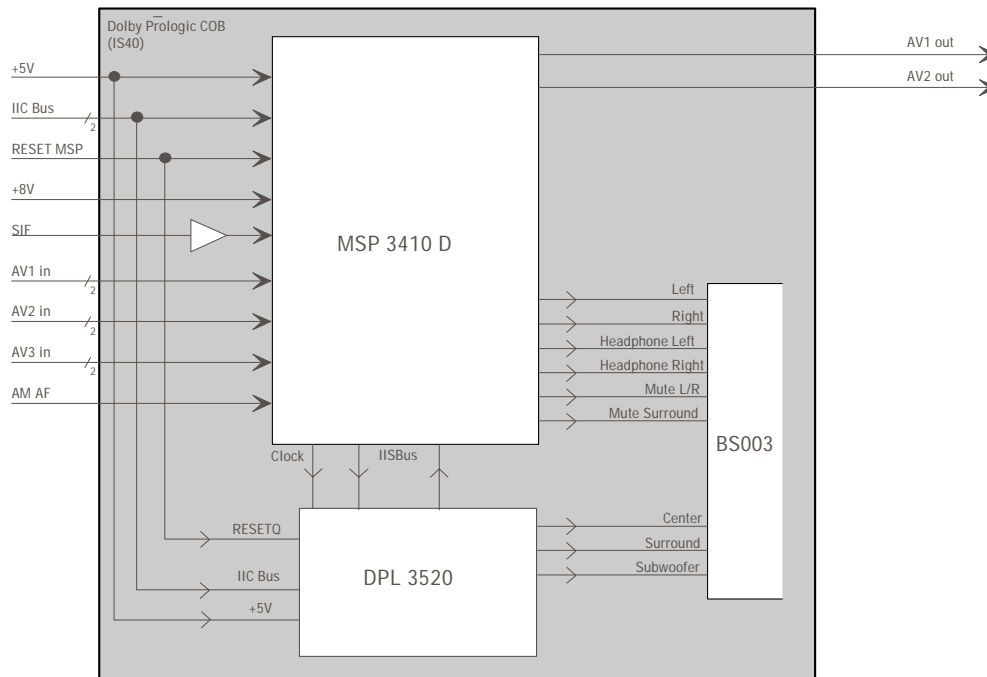 Dolby Prologic COB
(IS40)
+5V
IIC Bus
2
RESET MSP
+8V
SIF
AV1 in
2
AV2 in
2
AV3 in
2
AM AF
MSP 3410 D
AV1 out
AV2 out
Left
Right
Headphone Left
Headphone Right
Mute L/R
Mute Surround
BS003
Clock
IISBus
RESETQ
IIC Bus
+5V
DPL 3520
Center
Surround
Subwoofer